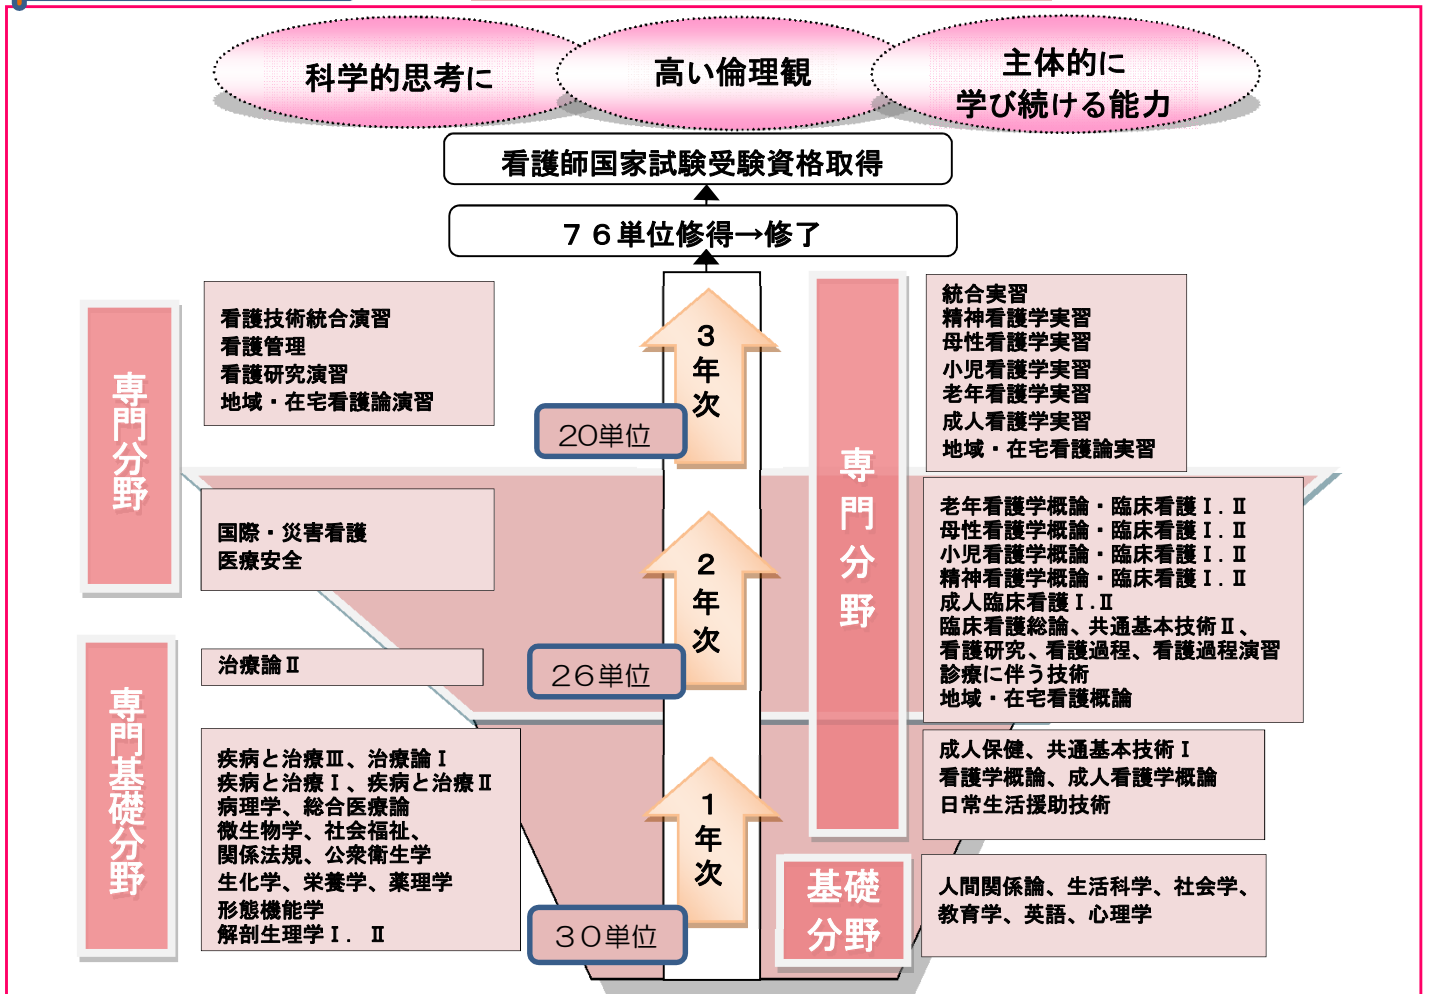 科学的思考に
高い倫理観
主体的に
学び続ける能力
看護師国家試験受験資格取得
７６単位修得→修了
専門分野
看護技術統合演習
看護管理
看護研究演習
地域・在宅看護論演習
3年次
20単位
専門分野
統合実習
精神看護学実習
母性看護学実習
小児看護学実習
老年看護学実習
成人看護学実習
地域・在宅看護論実習
国際・災害看護
医療安全
2年次
26単位
老年看護学概論・臨床看護Ⅰ.Ⅱ
母性看護学概論・臨床看護Ⅰ.Ⅱ
小児看護学概論・臨床看護Ⅰ.Ⅱ
精神看護学概論・臨床看護Ⅰ.Ⅱ
成人臨床看護Ⅰ.Ⅱ
臨床看護総論、共通基本技術Ⅱ、
看護研究、看護過程、看護過程演習
診療に伴う技術
地域・在宅看護概論
専門基礎分野
治療論Ⅱ
疾病と治療Ⅲ、治療論Ⅰ
疾病と治療Ⅰ、疾病と治療Ⅱ
病理学、総合医療論
微生物学、社会福祉、
関係法規、公衆衛生学
生化学、栄養学、薬理学
形態機能学
解剖生理学Ⅰ. Ⅱ
1年次
３０単位
成人保健、共通基本技術Ⅰ
看護学概論、成人看護学概論
日常生活援助技術
基礎
分野
人間関係論、生活科学、社会学、
教育学、英語、心理学